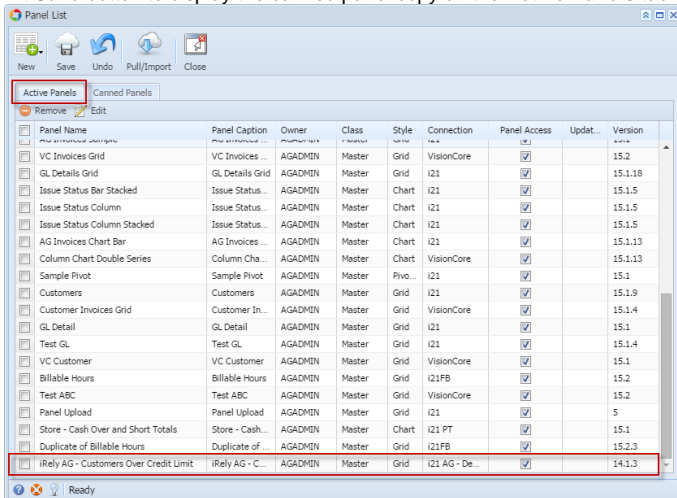 Panel List
New Save Undo Pull/Import Close
Active Panels Canned Panels
Remove Edit
Panel Name Panel Caption Owner Class Style Connection Panel Access Updat... Version
VC Invoices Grid VC Invoices ... AGADMIN Master Grid VisionCore 15.2
GL Details Grid GL Details Grid AGADMIN Master Grid i21 15.1.18
Issue Status Bar Stacked Issue Status... AGADMIN Master Chart i21 15.1.5
Issue Status Column Issue Status... AGADMIN Master Chart i21 15.1.5
Issue Status Column Stacked Issue Status... AGADMIN Master Chart i21 15.1.5
AG Invoices Chart Bar AG Invoices ... AGADMIN Master Chart i21 15.1.13
Column Chart Double Series Column Cha... AGADMIN Master Chart VisionCore 15.1.13
Sample Pivot Sample Pivot AGADMIN Master Pivo... i21 15.1
Customers Customers AGADMIN Master Grid i21 15.1.9
Customer Invoices Grid Customer In... AGADMIN Master Grid VisionCore 15.1.4
GL Detail GL Detail AGADMIN Master Grid i21 15.1
Test GL Test GL AGADMIN Master Grid i21 15.1.4
VC Customer VC Customer AGADMIN Master Grid VisionCore 15.1
Billable Hours Billable Hours AGADMIN Master Grid i21FB 15.2
Test ABC Test ABC AGADMIN Master Grid VisionCore 15.2
Panel Upload Panel Upload AGADMIN Master Grid i21 5
Store - Cash Over and Short Totals Store - Cash... AGADMIN Master Chart i21 PT 15.1
Duplicate of Billable Hours Duplicate of ... AGADMIN Master Grid i21FB 15.2.3
iRely AG - Customers Over Credit Limit iRely AG - C... AGADMIN Master Grid i21 AG - De... 14.1.3
Ready